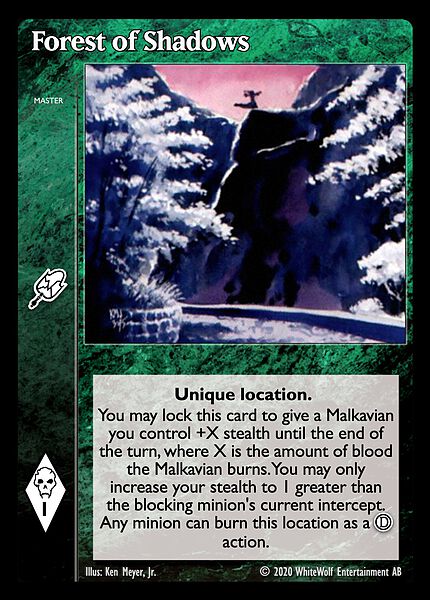 Forest of Shadows
MASTER
Unique location.
You may lock this card to give a Malkavian
you control +X stealth until the end of
the turn, where X is the amount of blood
the Malkavian burns. You may only
increase your stealth to 1 greater than
the blocking minion's current intercept.
Any minion can burn this location as a Ⓓ
action.
1
Illus: Ken Meyer, Jr.
© 2020 WhiteWolf Entertainment AB